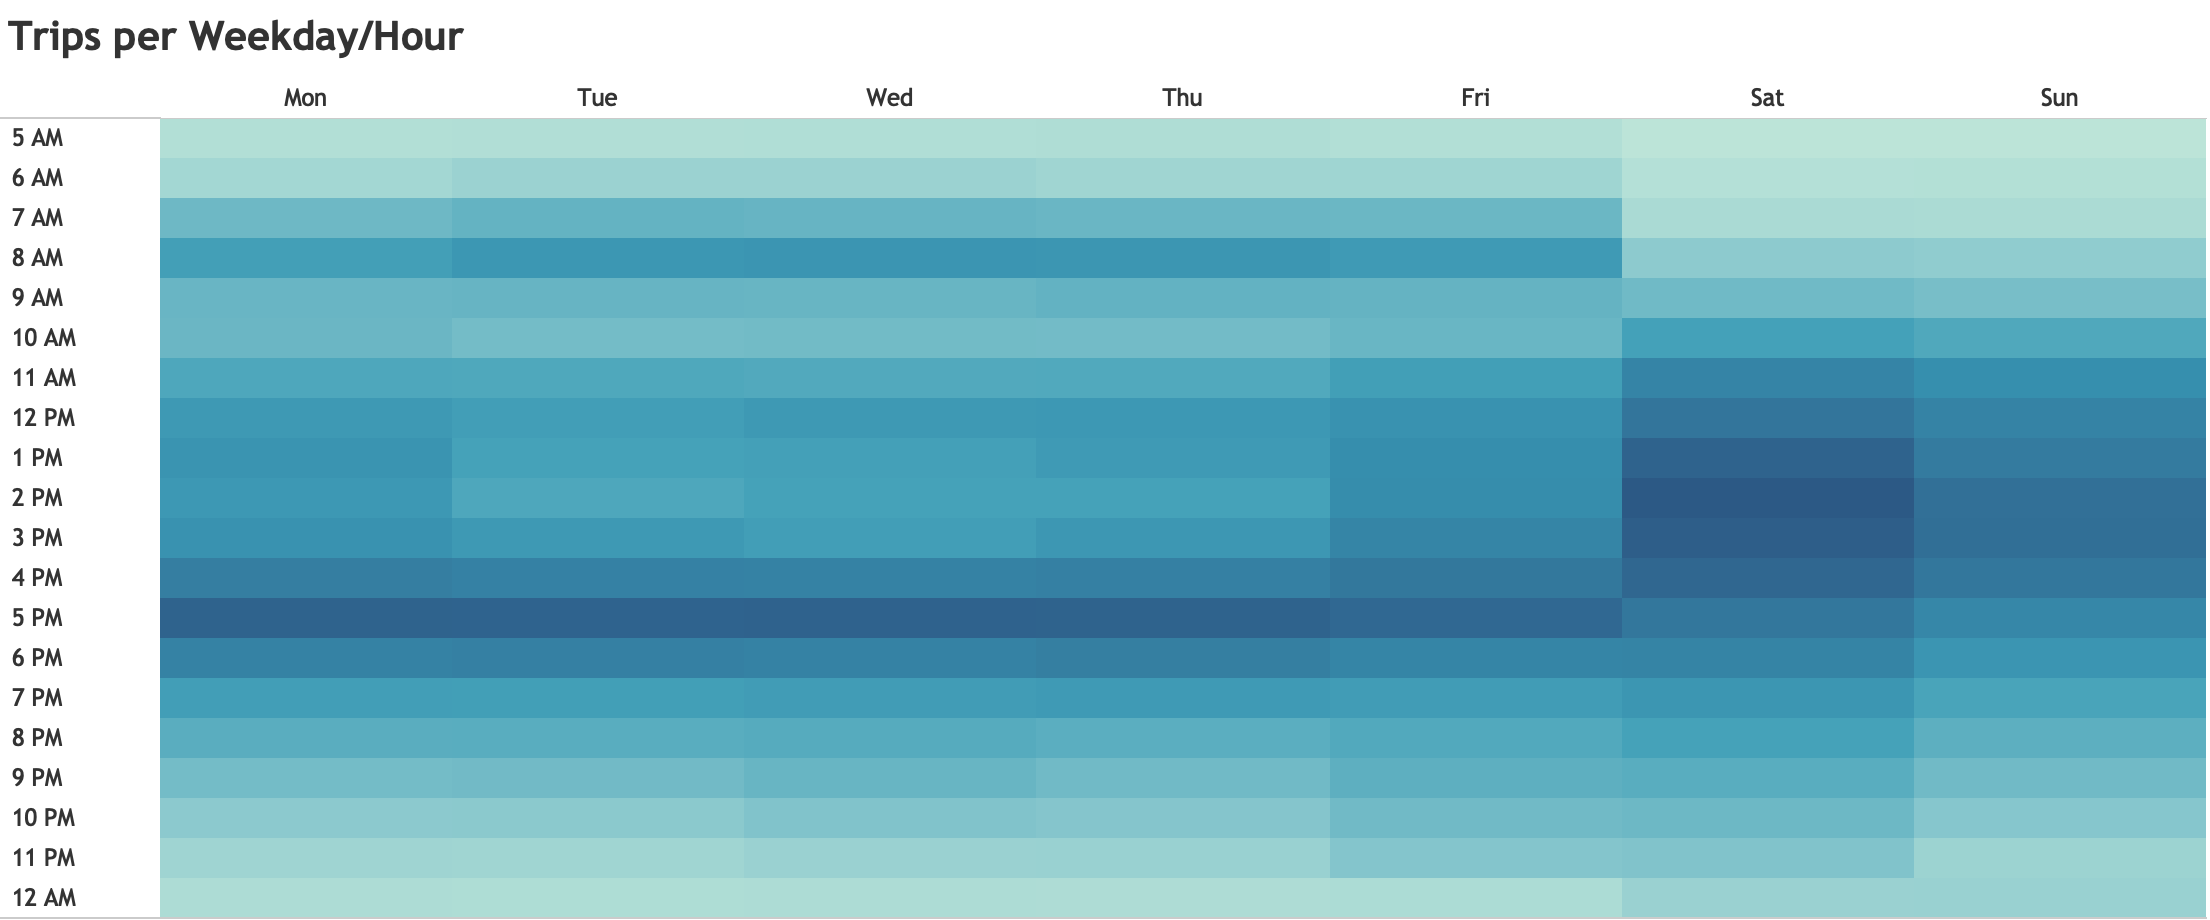 Trips per Weekday/Hour
Mon Tue Wed Thu Fri Sat Sun
5 AM
6 AM
7 AM
8 AM
9 AM
10 AM
11 AM
12 PM
1 PM
2 PM
3 PM
4 PM
5 PM
6 PM
7 PM
8 PM
9 PM
10 PM
11 PM
12 AM